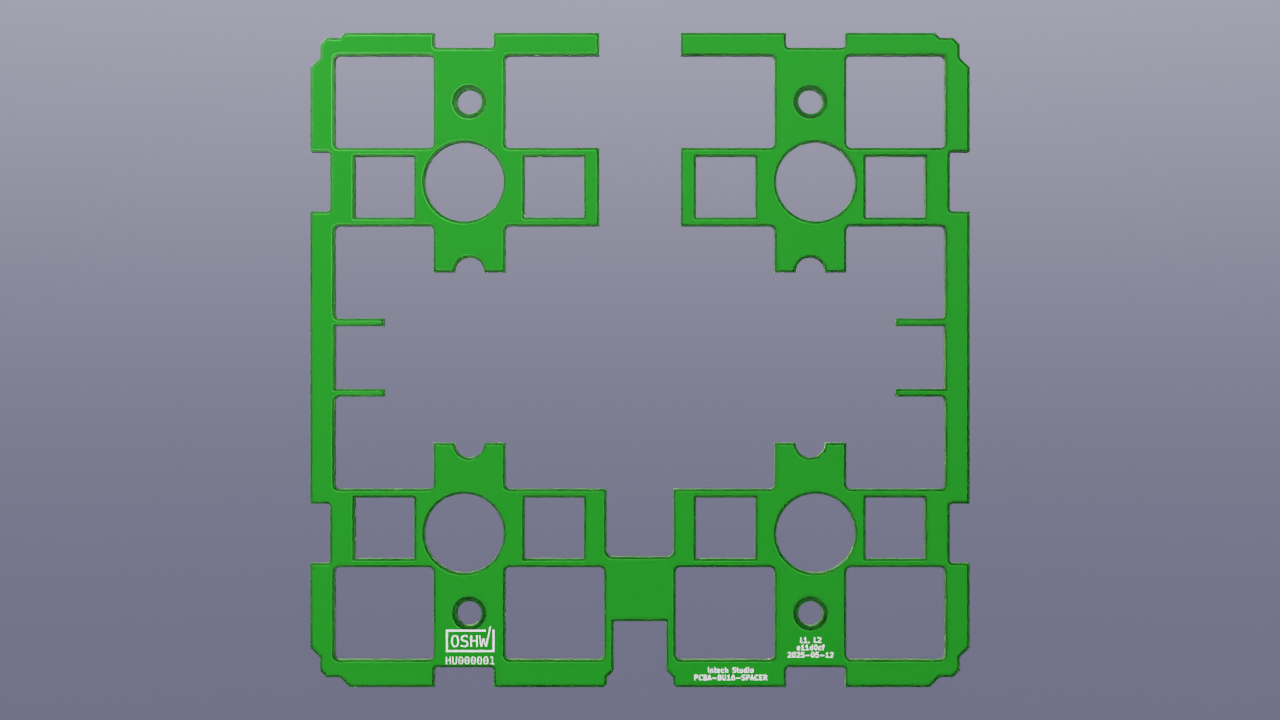 OSHW
HU000001
L1, L2
e11d0cf
2025-05-12
Intech Studio
PCBA-BU16-SPACER